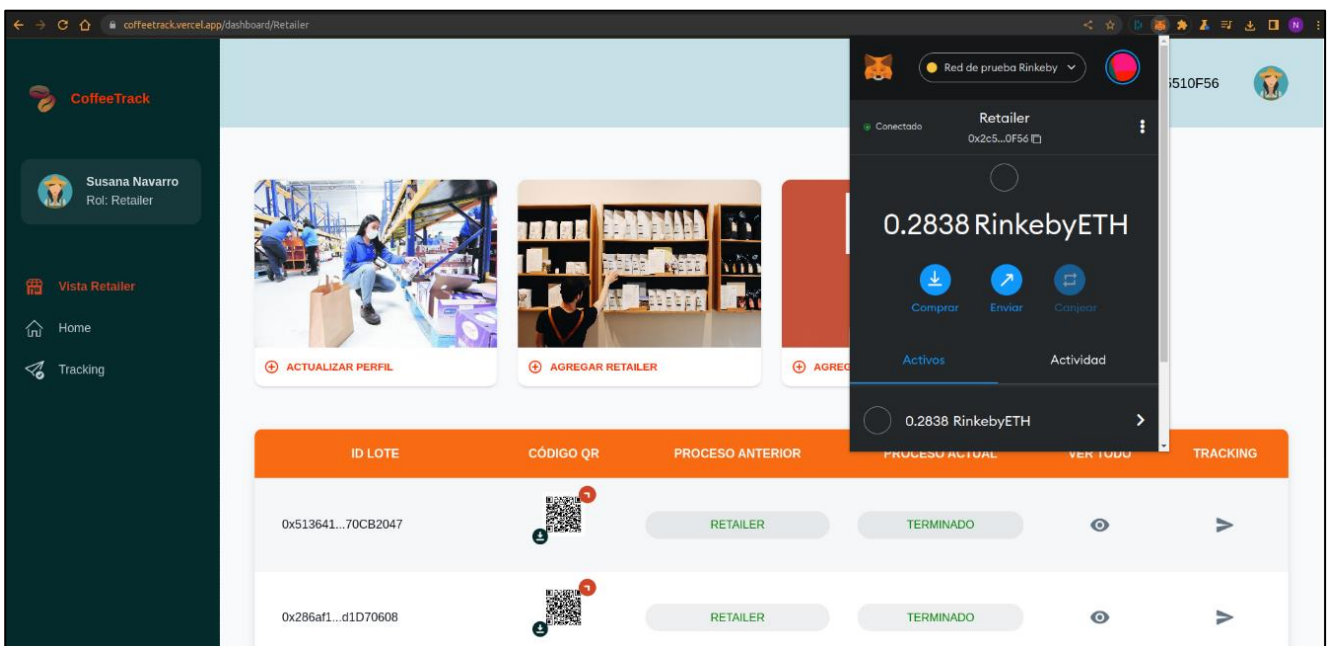 coffeetrack.vercel.app/dashboard/Retailer
N
CoffeeTrack
Susana Navarro
Rol: Retailer
Vista Retailer
Home
Tracking
5510F56
Red de prueba Rinkeby
Conectado
Retailer
0x2c5...0F56
0.2838 RinkebyETH
Comprar
Enviar
Canjear
Activos
Actividad
0.2838 RinkebyETH
ACTUALIZAR PERFIL
AGREGAR RETAILER
AGREG
ID LOTE
CÓDIGO QR
PROCESO ANTERIOR
PROCESO ACTUAL
VER TODO
TRACKING
0x513641...70CB2047
RETAILER
TERMINADO
0x286af1...d1D70608
RETAILER
TERMINADO